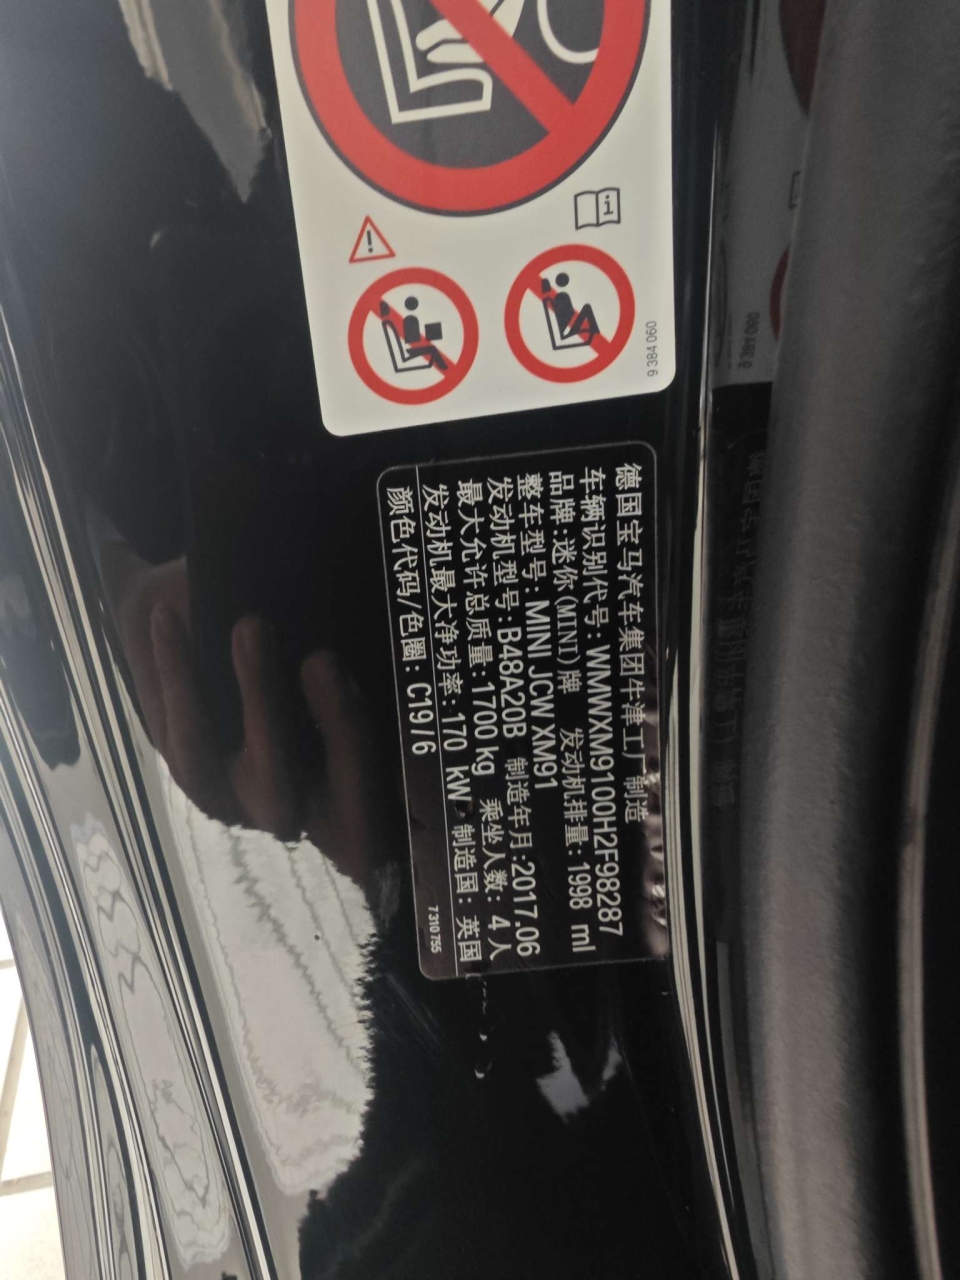 9 384 060
德国宝马汽车集团牛津工厂制造
车辆识别代号: WMWXM9100H2F98287
品牌:迷你(MINI)牌 发动机排量: 1998 ml
整车型号: MINI JCW XM91
发动机型号:B48A20B 制造年月:2017.06
最大允许总质量:1700 kg 乘坐人数: 4 人
发动机最大净功率:170 kW 制造国: 英国
颜色代码/色圈: C19/6
7 310 755